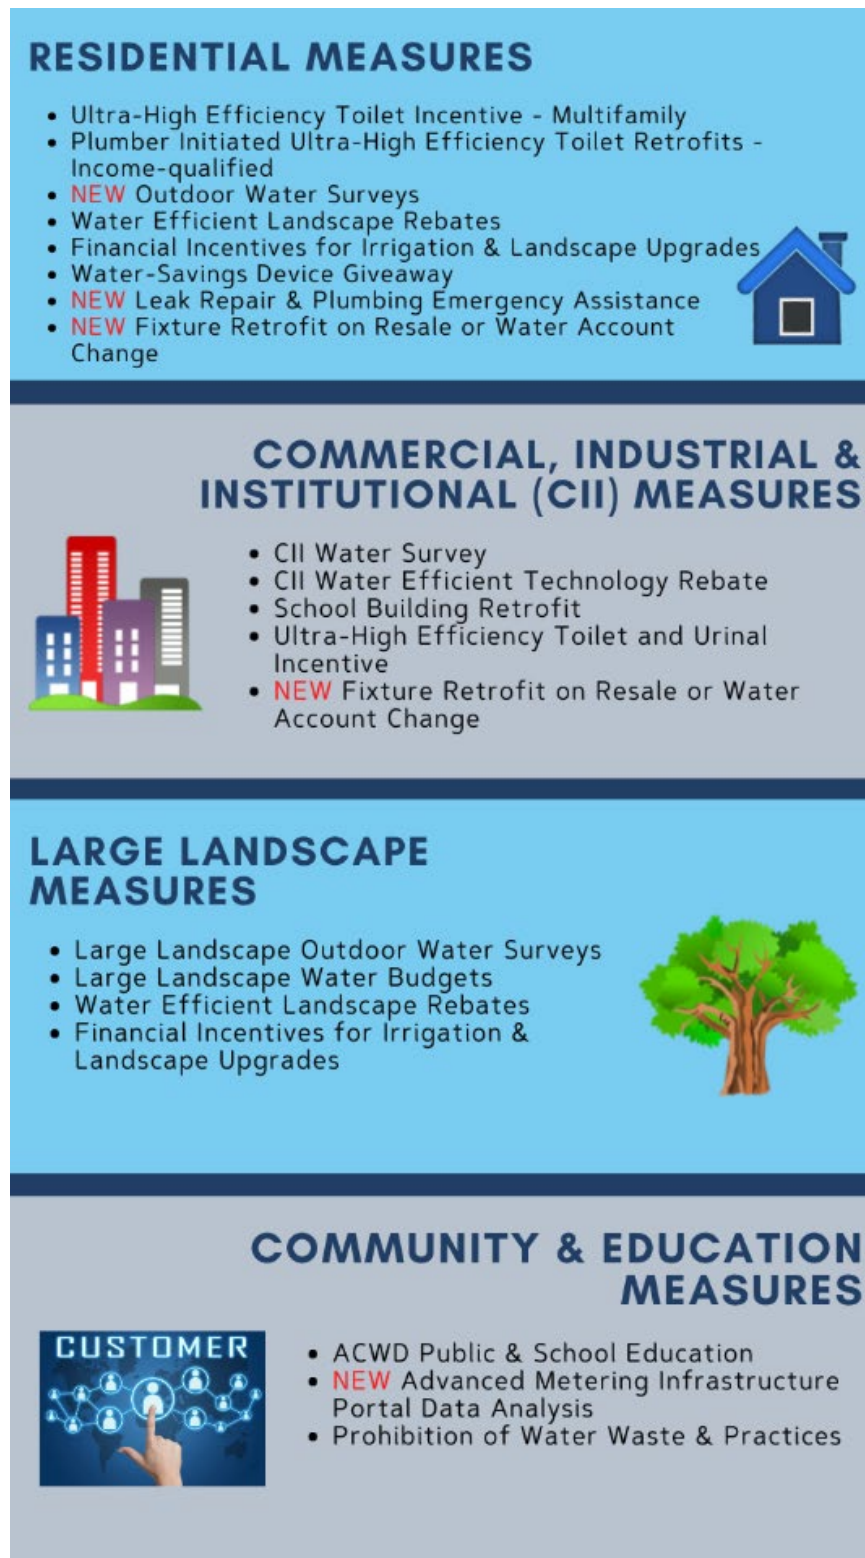 RESIDENTIAL MEASURES
• Ultra-High Efficiency Toilet Incentive - Multifamily
• Plumber Initiated Ultra-High Efficiency Toilet Retrofits -
Income-qualified
• NEW Outdoor Water Surveys
• Water Efficient Landscape Rebates
• Financial Incentives for Irrigation & Landscape Upgrades
• Water-Savings Device Giveaway
• NEW Leak Repair & Plumbing Emergency Assistance
• NEW Fixture Retrofit on Resale or Water Account
Change
COMMERCIAL, INDUSTRIAL &
INSTITUTIONAL (CII) MEASURES
• CII Water Survey
• CII Water Efficient Technology Rebate
• School Building Retrofit
• Ultra-High Efficiency Toilet and Urinal
Incentive
• NEW Fixture Retrofit on Resale or Water
Account Change
LARGE LANDSCAPE
MEASURES
• Large Landscape Outdoor Water Surveys
• Large Landscape Water Budgets
• Water Efficient Landscape Rebates
• Financial Incentives for Irrigation &
Landscape Upgrades
COMMUNITY & EDUCATION
MEASURES
CUSTOMER
• ACWD Public & School Education
• NEW Advanced Metering Infrastructure
Portal Data Analysis
• Prohibition of Water Waste & Practices